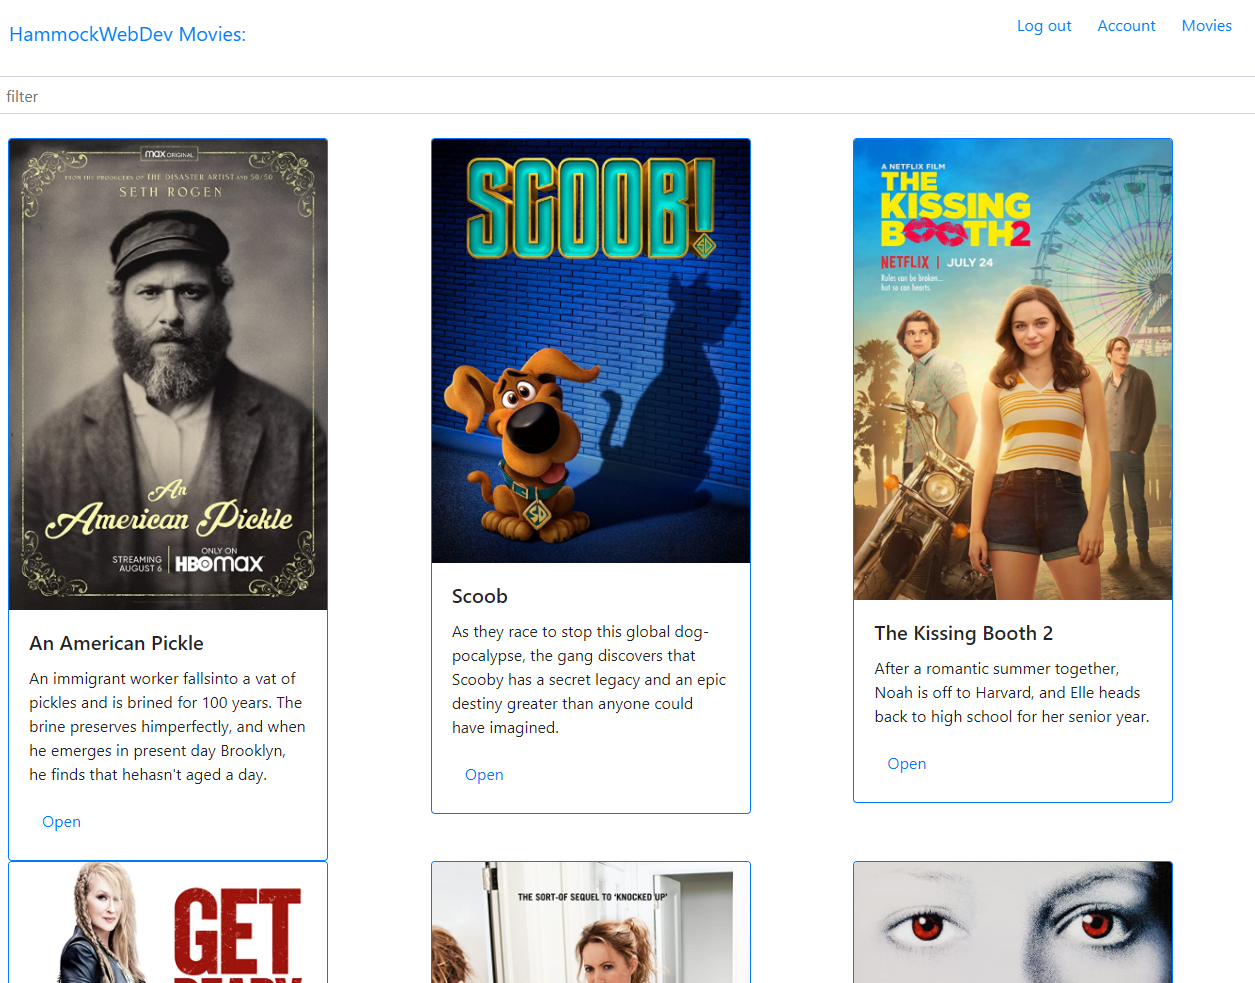 HammockWebDev Movies:
Log out
Account
Movies
filter
max ORIGINAL
FROM THE PRODUCERS OF THE DISASTER ARTIST AND 50/50
SETH ROGEN
An
American Pickle
STREAMING
AUGUST 6
ONLY ON
HBOmax
An American Pickle
An immigrant worker fallsinto a vat of
pickles and is brined for 100 years. The
brine preserves himperfectly, and when
he emerges in present day Brooklyn,
he finds that hehasn't aged a day.
Open
SCOOB!
SD
SD
Scoob
As they race to stop this global dog-
pocalypse, the gang discovers that
Scooby has a secret legacy and an epic
destiny greater than anyone could
have imagined.
Open
A NETFLIX FILM
THE
KISSING
BOOTH2
NETFLIX | JULY 24
Rules can be broken...
but so can hearts.
The Kissing Booth 2
After a romantic summer together,
Noah is off to Harvard, and Elle heads
back to high school for her senior year.
Open
GET
READY
THE SORT-OF SEQUEL TO 'KNOCKED UP'